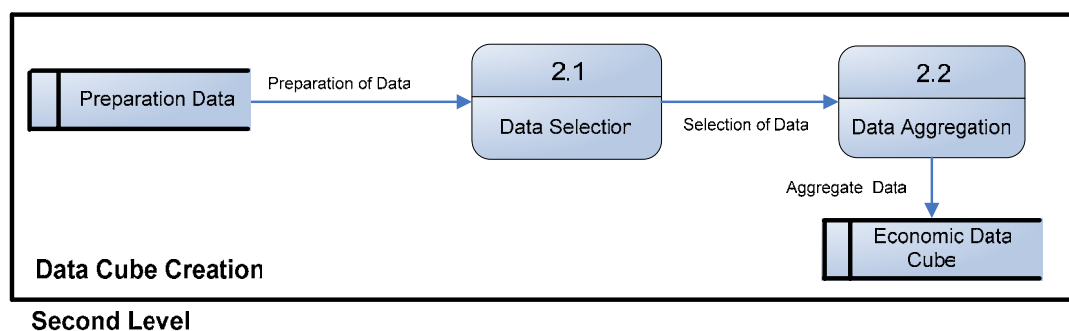 Preparation Data
Preparation of Data
2.1
Data Selection
Selection of Data
2.2
Data Aggregation
Aggregate Data
Economic Data
Cube
Data Cube Creation
Second Level